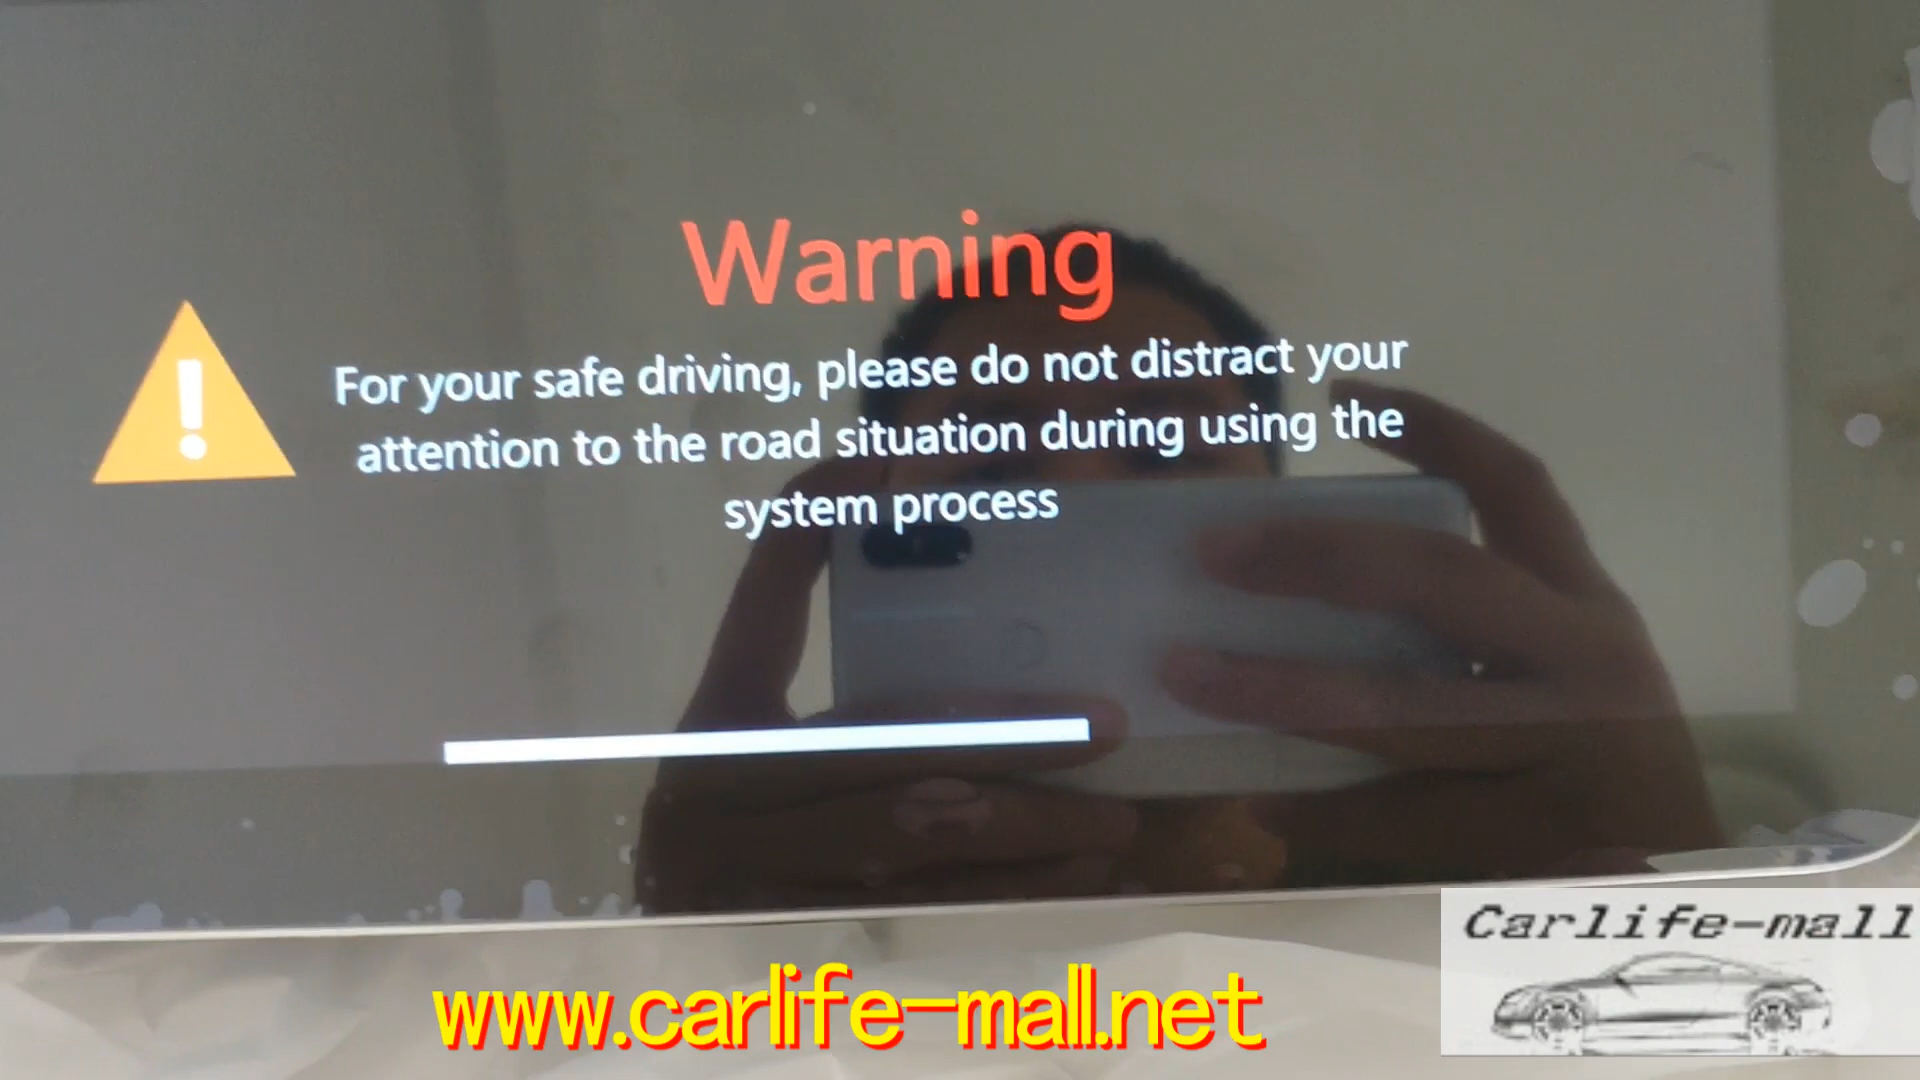 Warning
For your safe driving, please do not distract your
attention to the road situation during using the
system process
Carlife-mall
www.carlife-mall.net